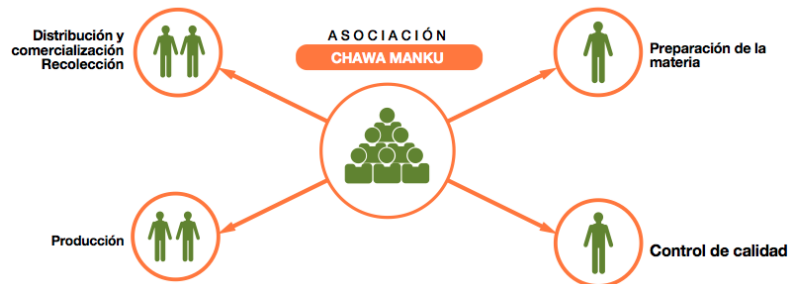 Distribución y
comercialización
Recolección
ASOCIACIÓN
CHAWA MANKU
Preparación de la
materia
Producción
Control de calidad